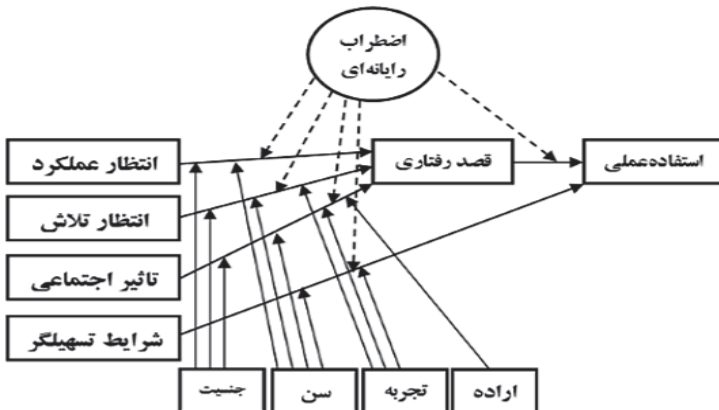 اضطراب
رایانه‌ای
انتظار عملکرد
قصد رفتاری
استفاده‌عملی
انتظار تلاش
تاثیر اجتماعی
شرایط تسهیلگر
جنسیت
سن
تجربه
اراده